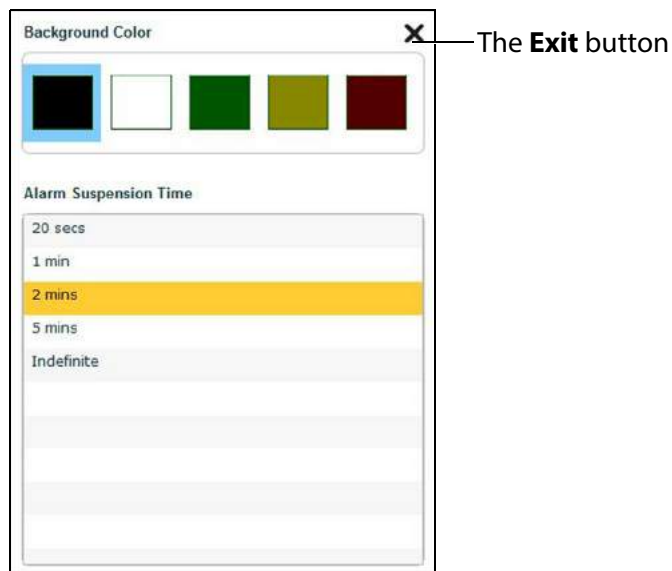 Background Color
The Exit button
Alarm Suspension Time
20 secs
1 min
2 mins
5 mins
Indefinite